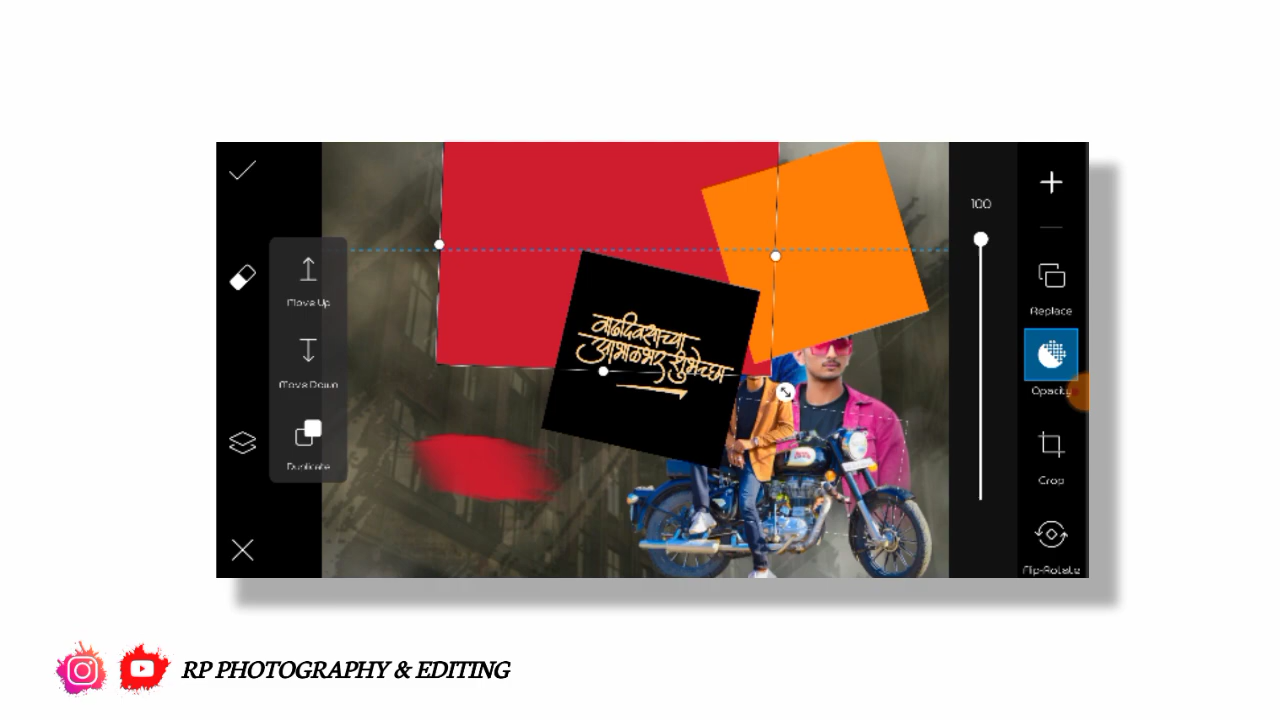 100
Move Up
Replace
वाढदिवसाच्या
आभाळभर शुभेच्छा
Move Down
Opacity
Duplicate
Crop
Flip-Rotate
RP PHOTOGRAPHY & EDITING